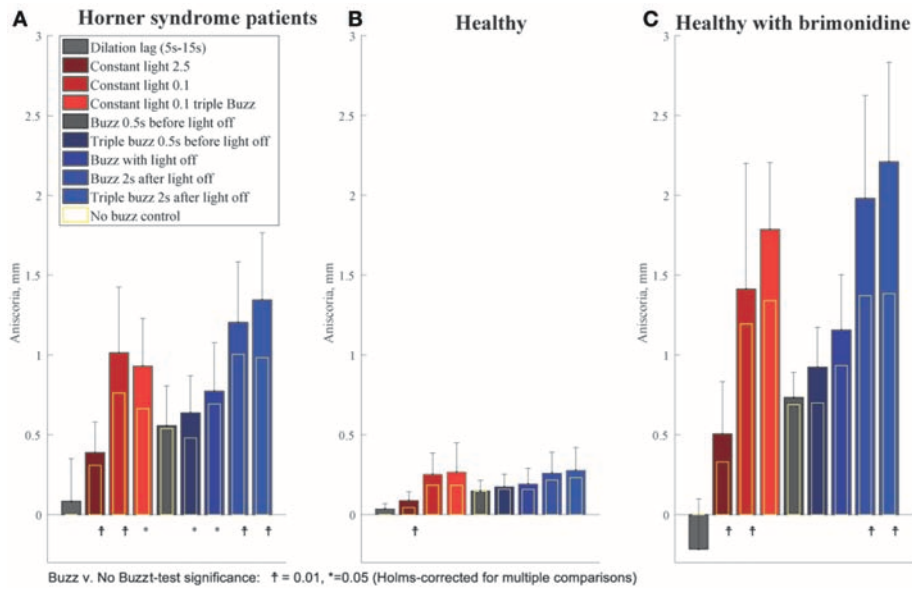 A Horner syndrome patients
B Healthy
C Healthy with brimonidine
3
2.5
2
1.5
1
0.5
0
Aniscoria, mm
Dilation lag (5s-15s)
Constant light 2.5
Constant light 0.1
Constant light 0.1 triple Buzz
Buzz 0.5s before light off
Triple buzz 0.5s before light off
Buzz with light off
Buzz 2s after light off
Triple buzz 2s after light off
No buzz control
☨ ☨ * * * ☨ ☨
3
2.5
2
1.5
1
0.5
0
Aniscoria, mm
☨
3
2.5
2
1.5
1
0.5
0
Aniscoria, mm
☨ ☨ ☨ ☨
Buzz v. No Buzzt-test significance: ☨ = 0.01, *=0.05 (Holms-corrected for multiple comparisons)